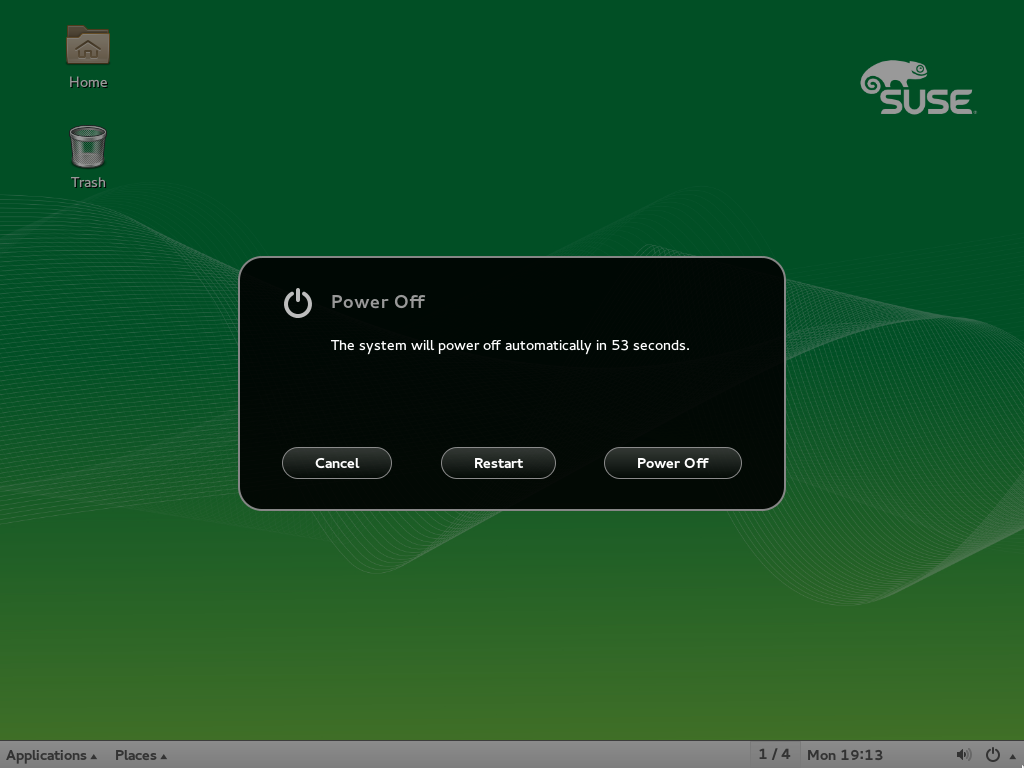 Home
SUSE
Trash
Power Off
The system will power off automatically in 53 seconds.
Cancel Restart Power Off
Applications Places 1 / 4 Mon 19:13